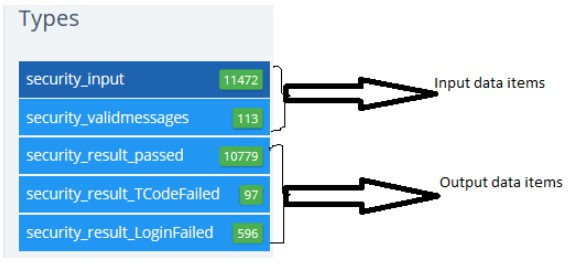 Types
security_input 11472
security_validmessages 113
Input data items
security_result_passed 10779
security_result_TCodeFailed 97
security_result_LoginFailed 596
Output data items